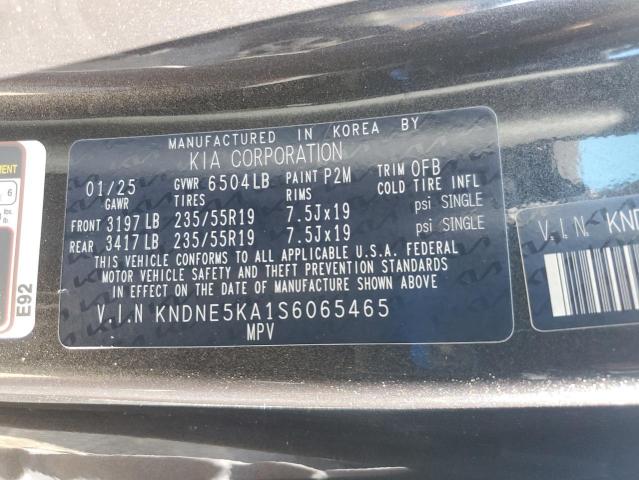 MANUFACTURED IN KOREA BY
KIA CORPORATION
01/25 GVWR 6504LB PAINT P2M TRIM OFB
GAWR TIRES RIMS COLD TIRE INFL
FRONT 3197 LB 235/55R19 7.5Jx19 psi SINGLE
REAR 3417 LB 235/55R19 7.5Jx19 psi SINGLE
THIS VEHICLE CONFORMS TO ALL APPLICABLE U.S.A. FEDERAL
MOTOR VEHICLE SAFETY AND THEFT PREVENTION STANDARDS
IN EFFECT ON THE DATE OF MANUFACTURE SHOWN ABOVE.
V.I.N KNDNE5KA1S6065465
MPV
6
lbs.
E92
V.I.N. KND